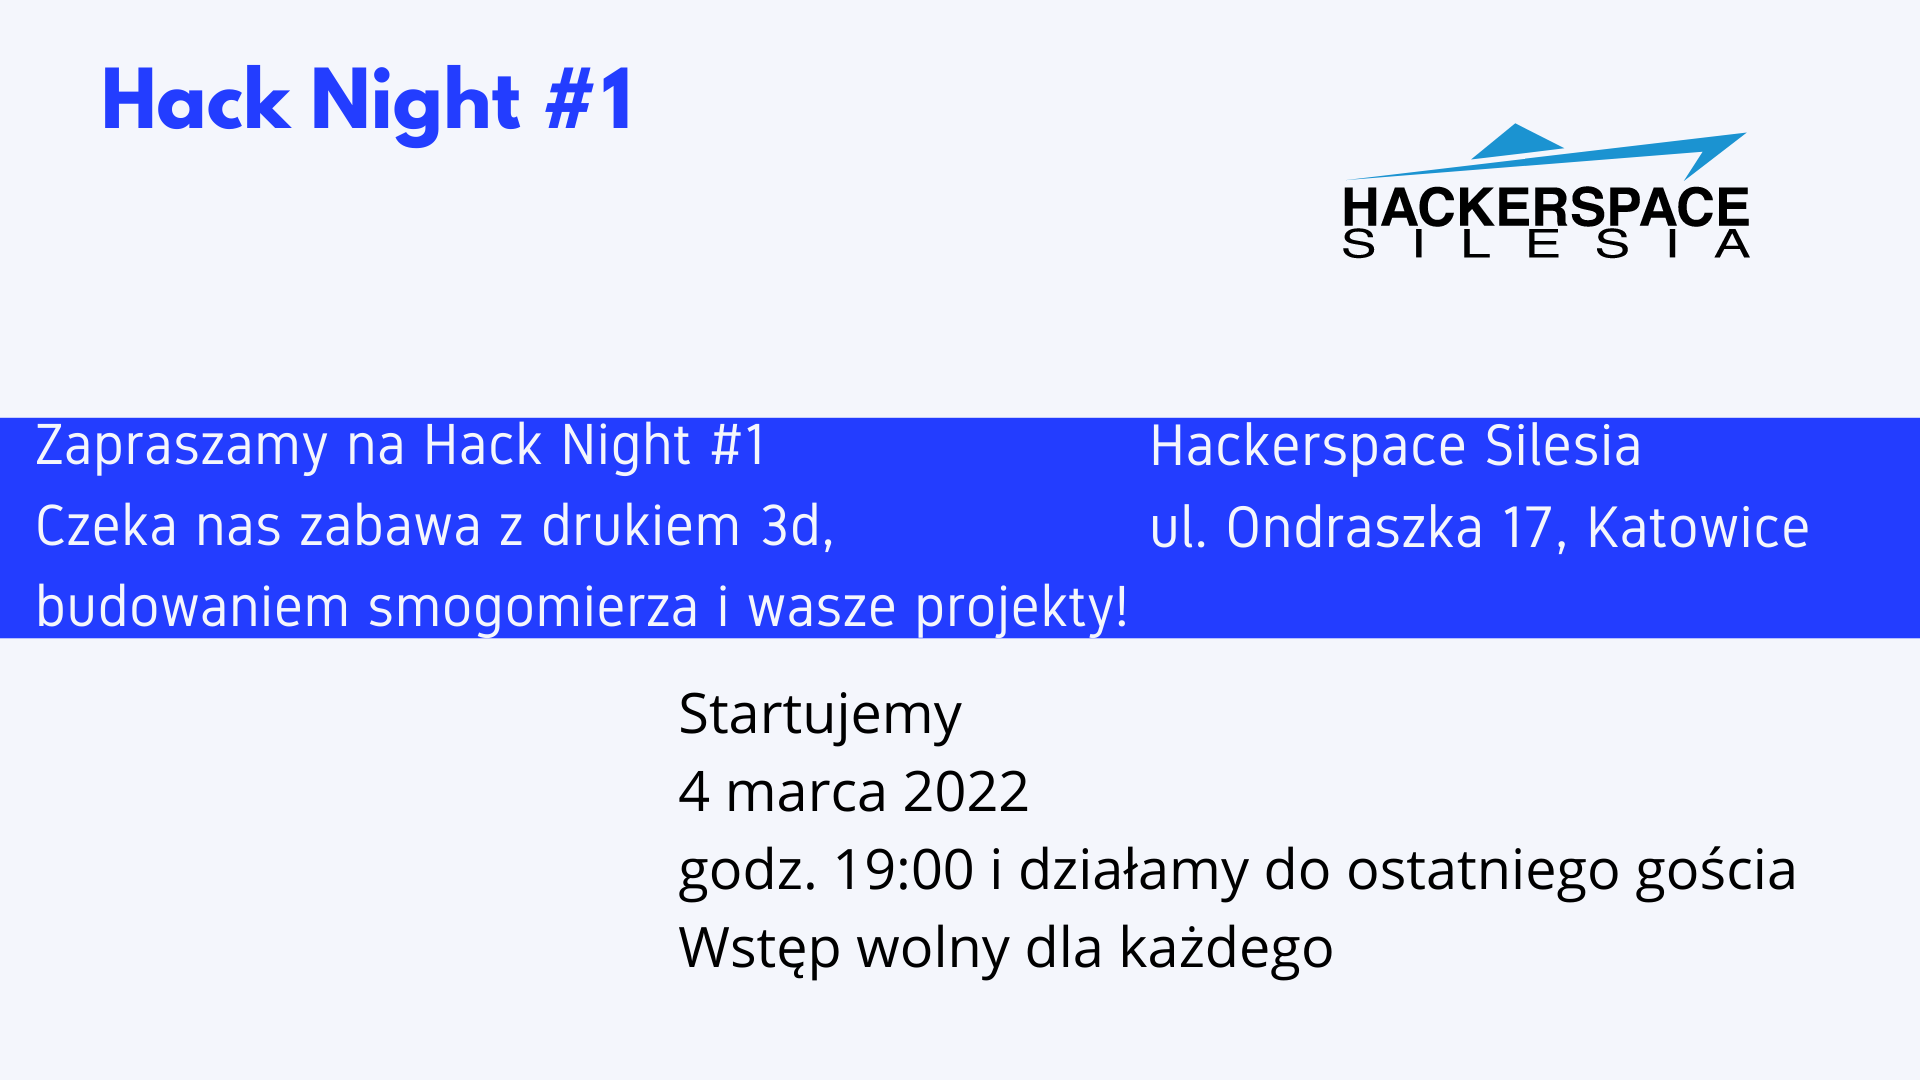 Hack Night #1
HACKERSPACE
SILESIA
Zapraszamy na Hack Night #1
Czeka nas zabawa z drukiem 3d,
budowaniem smogomierza i wasze projekty!
Hackerspace Silesia
ul. Ondraszka 17, Katowice
Startujemy
4 marca 2022
godz. 19:00 i działamy do ostatniego gościa
Wstęp wolny dla każdego